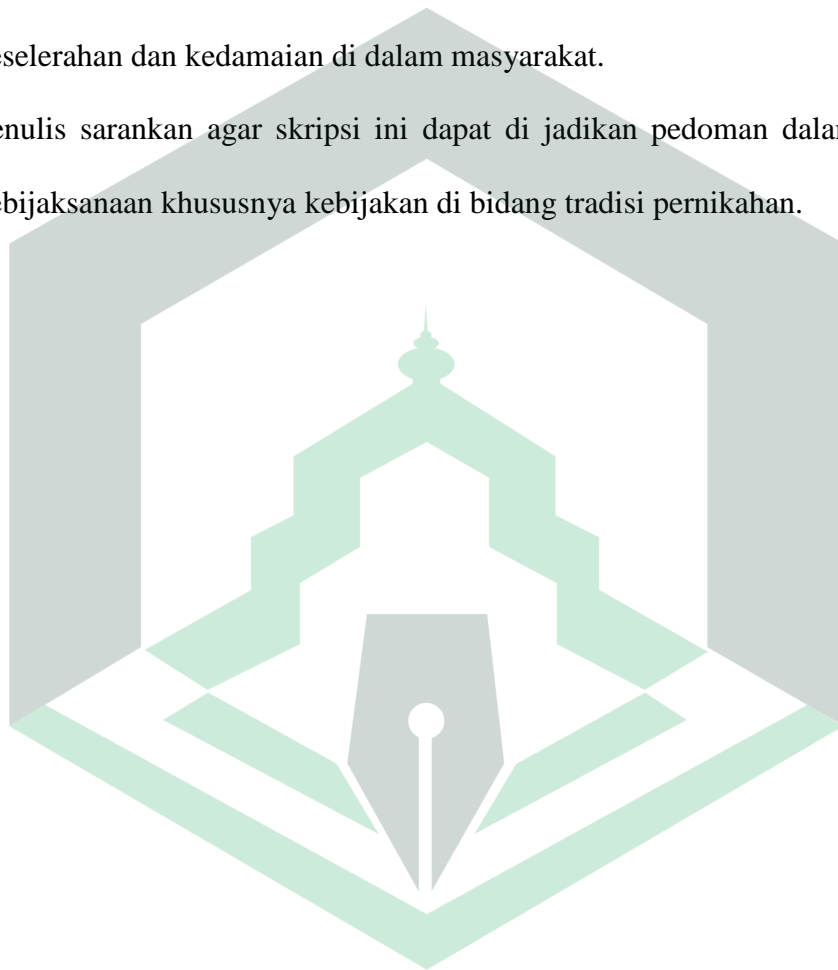 eselerahan dan kedamaian di dalam masyarakat.
enulis sarankan agar skripsi ini dapat di jadikan pedoman dalam
ebijaksanaan khususnya kebijakan di bidang tradisi pernikahan.